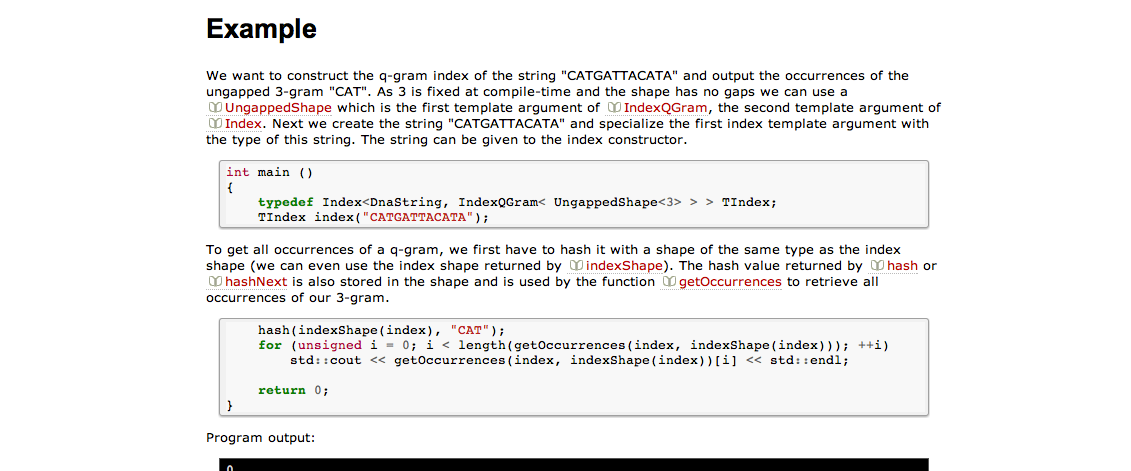 Example
We want to construct the q-gram index of the string "CATGATTACATA" and output the occurrences of the
ungapped 3-gram "CAT". As 3 is fixed at compile-time and the shape has no gaps we can use a
UngappedShape which is the first template argument of IndexQGram, the second template argument of
Index. Next we create the string "CATGATTACATA" and specialize the first index template argument with
the type of this string. The string can be given to the index constructor.
int main ()
{
    typedef Index<DnaString, IndexQGram< UngappedShape<3> > > TIndex;
    TIndex index("CATGATTACATA");
To get all occurrences of a q-gram, we first have to hash it with a shape of the same type as the index
shape (we can even use the index shape returned by indexShape). The hash value returned by hash or
hashNext is also stored in the shape and is used by the function getOccurrences to retrieve all
occurrences of our 3-gram.
    hash(indexShape(index), "CAT");
    for (unsigned i = 0; i < length(getOccurrences(index, indexShape(index))); ++i)
        std::cout << getOccurrences(index, indexShape(index))[i] << std::endl;
    return 0;
}
Program output:
0